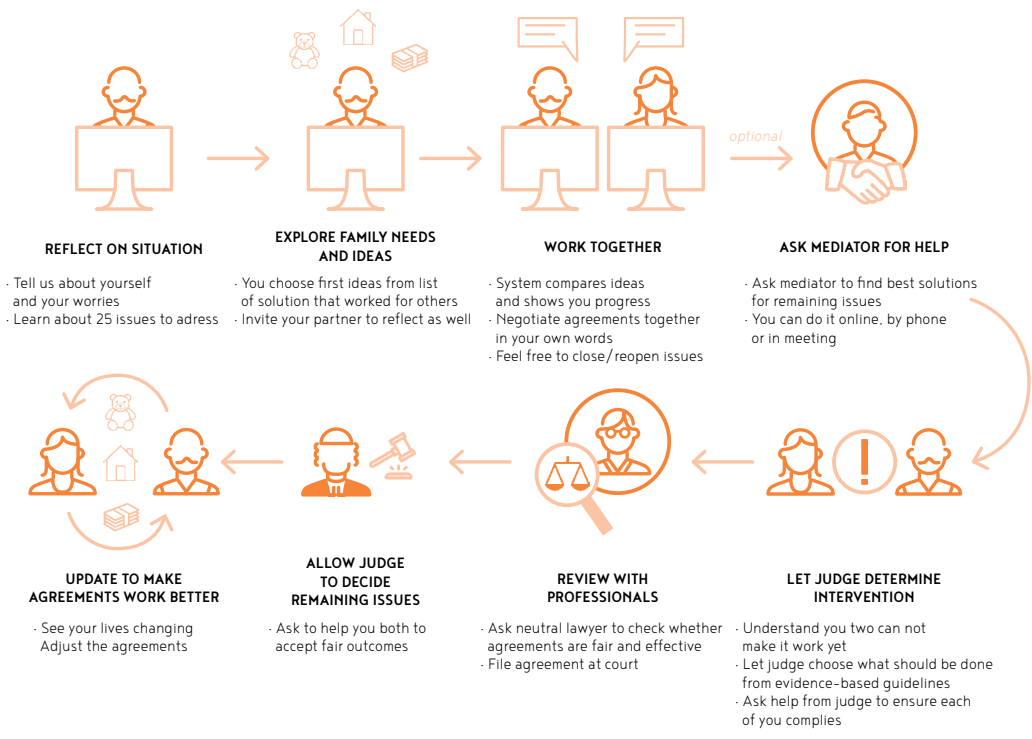 optional
REFLECT ON SITUATION
· Tell us about yourself
and your worries
· Learn about 25 issues to adress
EXPLORE FAMILY NEEDS
AND IDEAS
· You choose first ideas from list
of solution that worked for others
· Invite your partner to reflect as well
WORK TOGETHER
· System compares ideas
and shows you progress
· Negotiate agreements together
in your own words
· Feel free to close/reopen issues
ASK MEDIATOR FOR HELP
· Ask mediator to find best solutions
for remaining issues
· You can do it online, by phone
or in meeting
UPDATE TO MAKE
AGREEMENTS WORK BETTER
· See your lives changing
Adjust the agreements
ALLOW JUDGE
TO DECIDE
REMAINING ISSUES
· Ask to help you both to
accept fair outcomes
REVIEW WITH
PROFESSIONALS
· Ask neutral lawyer to check whether
agreements are fair and effective
· File agreement at court
LET JUDGE DETERMINE
INTERVENTION
· Understand you two can not
make it work yet
· Let judge choose what should be done
from evidence-based guidelines
· Ask help from judge to ensure each
of you complies